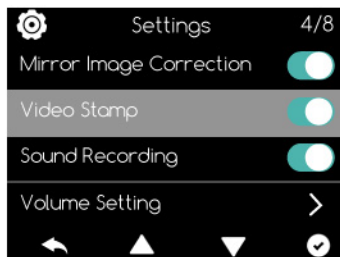 Settings 4/8
Mirror Image Correction
Video Stamp
Sound Recording
Volume Setting